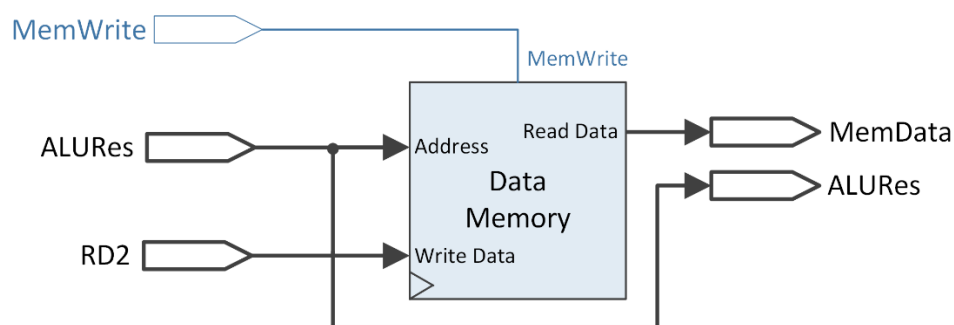 MemWrite
MemWrite
ALURes
Address
Read Data
MemData
Data
Memory
ALURes
RD2
Write Data